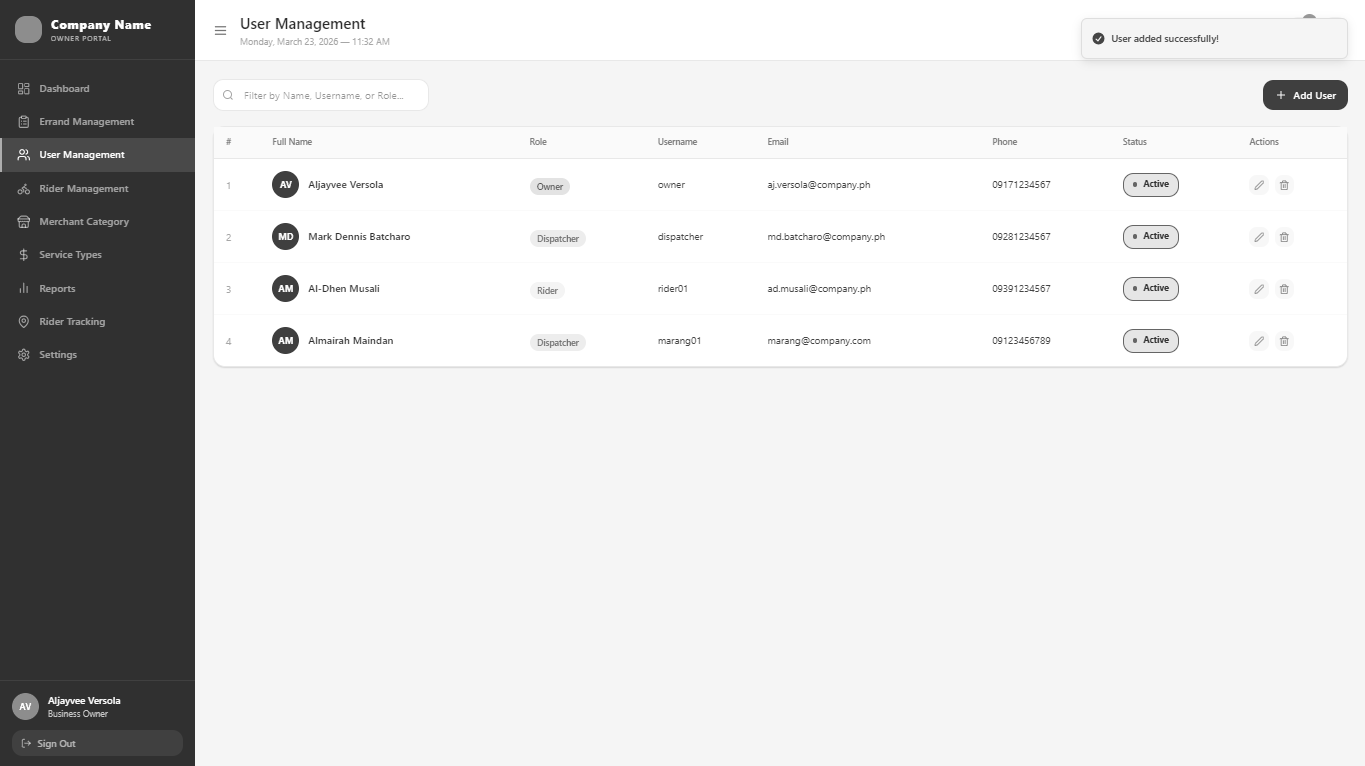 Company Name
OWNER PORTAL
Dashboard
Errand Management
User Management
Rider Management
Merchant Category
Service Types
Reports
Rider Tracking
Settings
AV
Aljayvee Versola
Business Owner
Sign Out
User Management
Monday, March 23, 2026 — 11:32 AM
User added successfully!
Filter by Name, Username, or Role...
Add User
# Full Name Role Username Email Phone Status Actions
1 AV Aljayvee Versola Owner owner aj.versola@company.ph 09171234567 Active
2 MD Mark Dennis Batcharo Dispatcher dispatcher md.batcharo@company.ph 09281234567 Active
3 AM Al-Dhen Musali Rider rider01 ad.musali@company.ph 09391234567 Active
4 AM Almairah Maindan Dispatcher marang01 marang@company.com 09123456789 Active